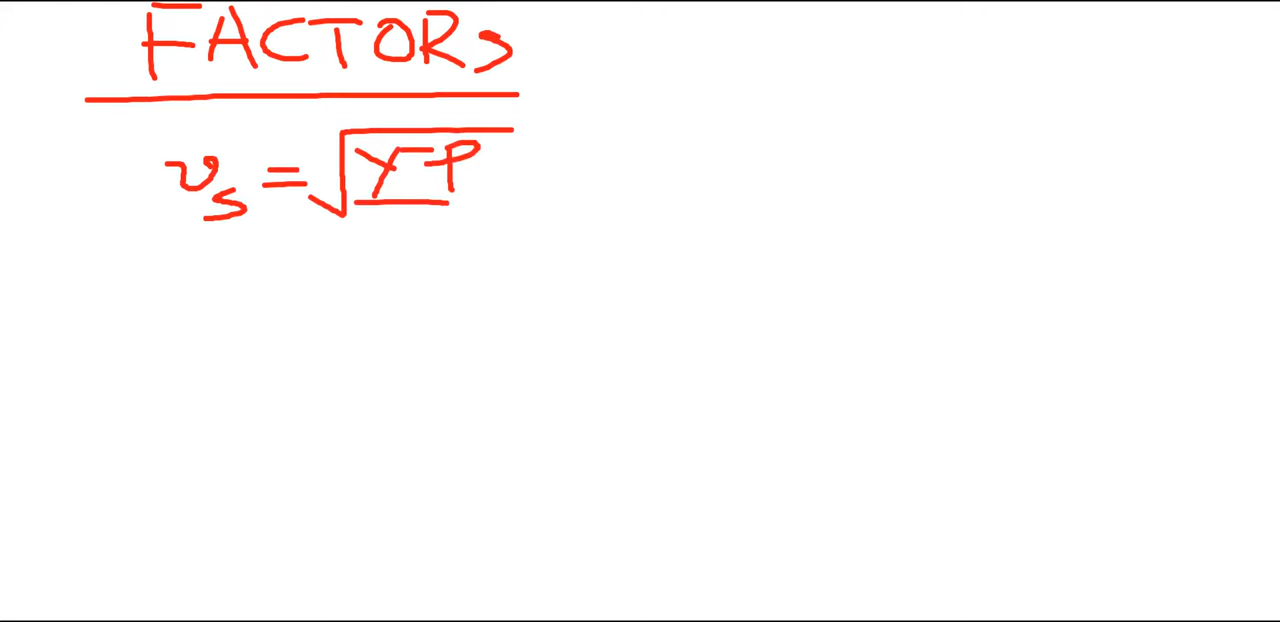 FACTORS
v_s = √(γP